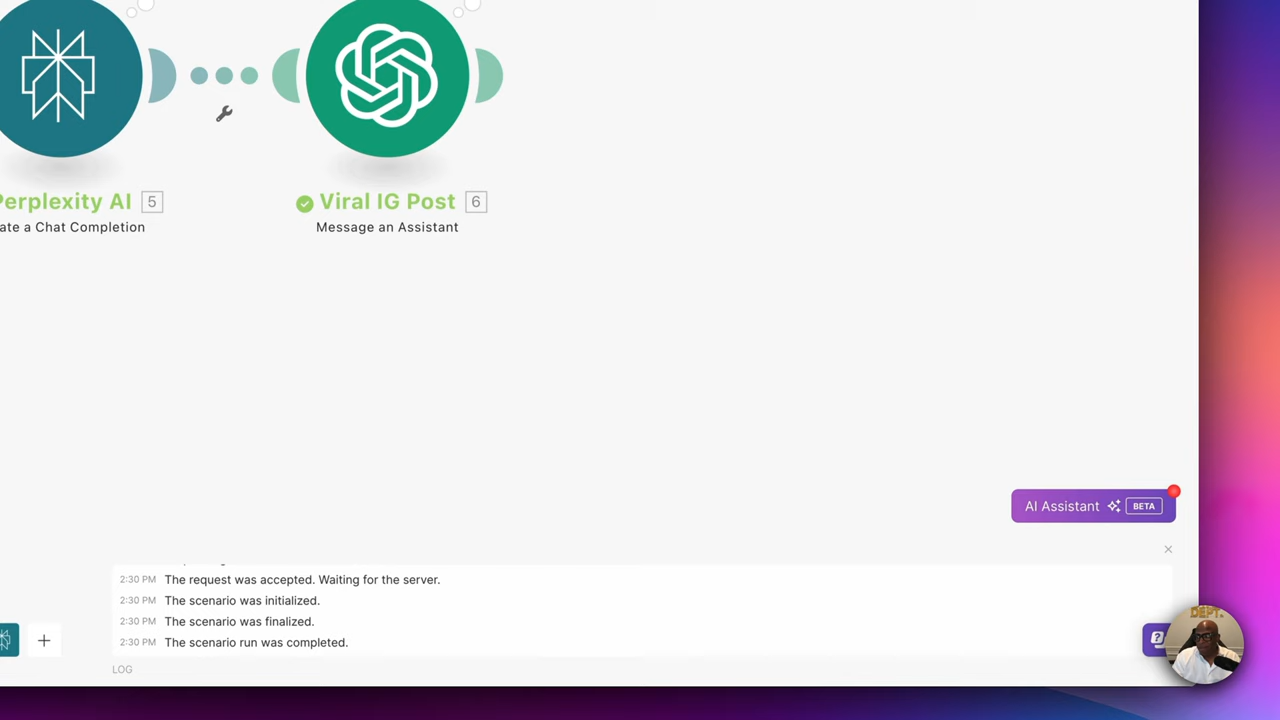 Perplexity AI 5
ate a Chat Completion
Viral IG Post 6
Message an Assistant
AI Assistant BETA
2:30 PM The request was accepted. Waiting for the server.
2:30 PM The scenario was initialized.
2:30 PM The scenario was finalized.
2:30 PM The scenario run was completed.
LOG
DEPT.